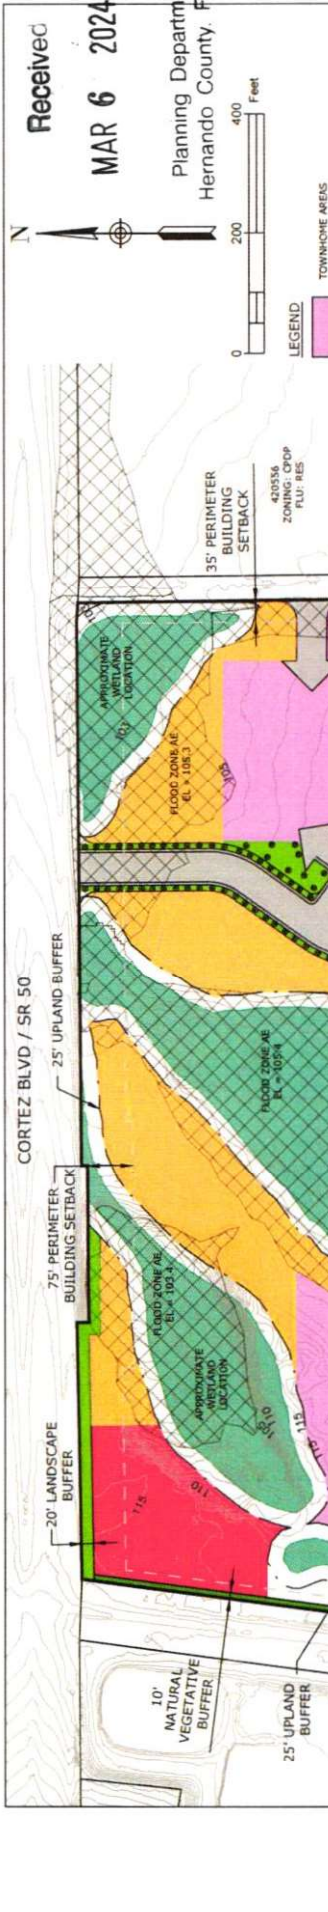 Received
MAR 6 2024
Planning Departm
Hernando County. F
N
0 200 400
Feet
LEGEND
TOWNHOME AREAS
CORTEZ BLVD / SR 50
20' LANDSCAPE
BUFFER
75' PERIMETER
BUILDING SETBACK
25' UPLAND BUFFER
35' PERIMETER
BUILDING
SETBACK
420556
ZONING: CPDP
FLU: RES
APPROXIMATE
WETLAND
LOCATION
FLOOD ZONE AE
EL = 105.3
105
FLOOD ZONE AE
EL = 105.4
FLOOD ZONE AE
EL = 103.4
APPROXIMATE
WETLAND
LOCATION
115
110
115
10'
NATURAL
VEGETATIVE
BUFFER
25' UPLAND
BUFFER